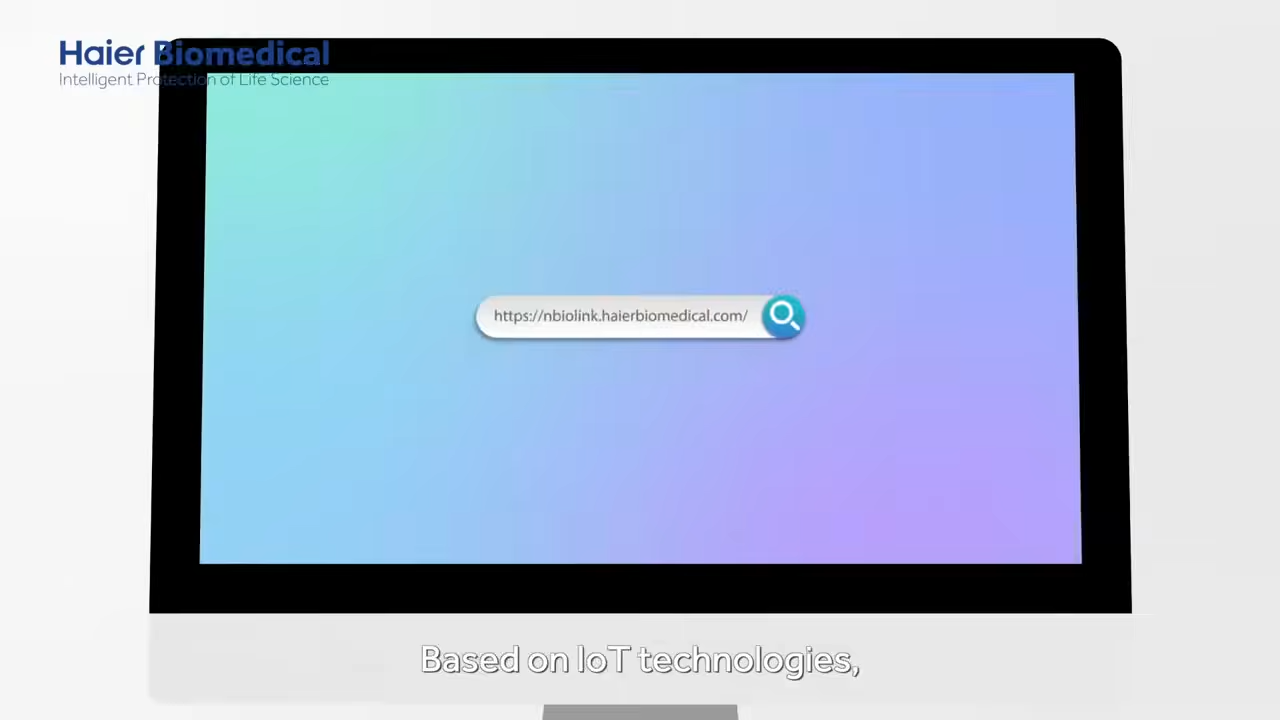 Haier Biomedical
Intelligent Protection of Life Science
https://nbiolink.haierbiomedical.com/
Based on IoT technologies,